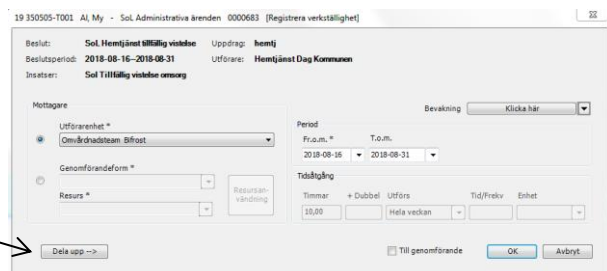 19 350505-T001 Al, My - SoL Administrativa ärenden 0000683 [Registrera verkställighet]
Beslut: SoL Hemtjänst tillfällig vistelse Uppdrag: hemtj
Beslutsperiod: 2018-08-16--2018-08-31 Utförare: Hemtjänst Dag Kommunen
Insatser: Sol Tillfällig vistelse omsorg
Mottagare
Bevakning Klicka här
Utförarenhet *
Omvårdnadsteam Bifrost
Genomförandeform *
Resurs *
Resursan-
vändning
Period
Fr.o.m. * T.o.m.
2018-08-16 2018-08-31
Tidsåtgång
Timmar + Dubbel Utförs Tid/Frekv Enhet
10,00 Hela veckan
Dela upp -->
Till genomförande OK Avbryt